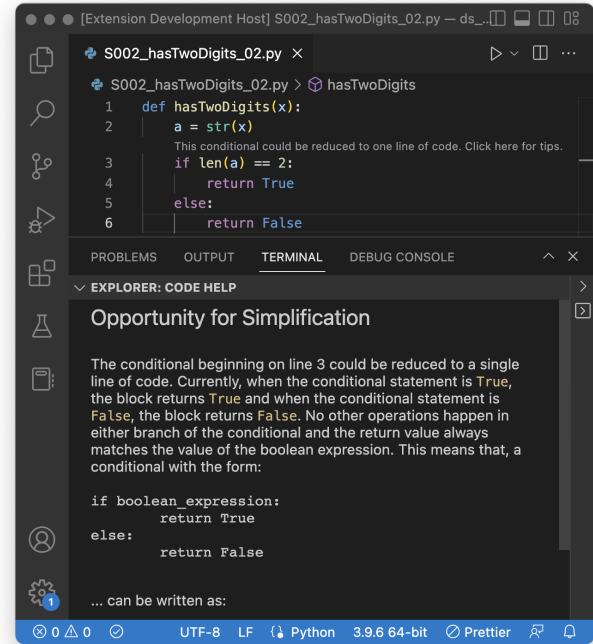 [Extension Development Host] S002_hasTwoDigits_02.py — ds_...
S002_hasTwoDigits_02.py ×
S002_hasTwoDigits_02.py > hasTwoDigits
1 def hasTwoDigits(x):
2 a = str(x)
This conditional could be reduced to one line of code. Click here for tips.
3 if len(a) == 2:
4 return True
5 else:
6 return False
PROBLEMS OUTPUT TERMINAL DEBUG CONSOLE
EXPLORER: CODE HELP
Opportunity for Simplification
The conditional beginning on line 3 could be reduced to a single
line of code. Currently, when the conditional statement is True,
the block returns True and when the conditional statement is
False, the block returns False. No other operations happen in
either branch of the conditional and the return value always
matches the value of the boolean expression. This means that, a
conditional with the form:
if boolean_expression:
return True
else:
return False
... can be written as:
1
0 0 UTF-8 LF Python 3.9.6 64-bit Prettier